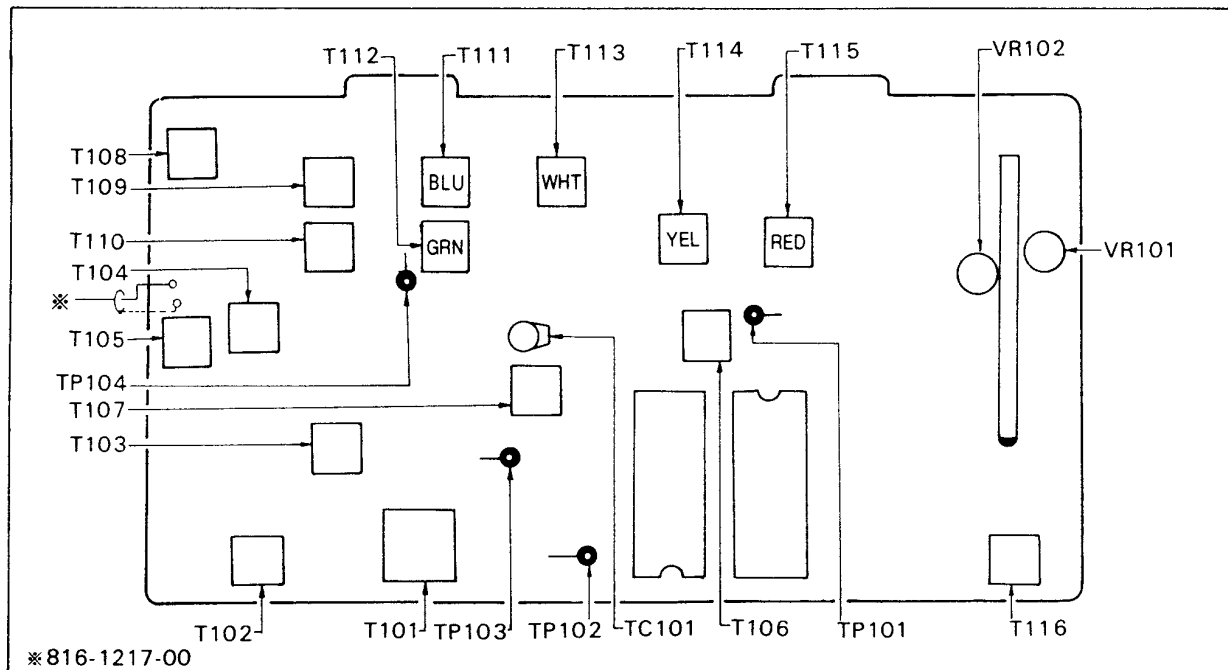 T112
T111
T113
T114
T115
VR102
T108
T109
BLU
WHT
T110
GRN
YEL
RED
VR101
T104
※
T105
TP104
T107
T103
T102
T101
TP103
TP102
TC101
T106
TP101
T116
※816-1217-00